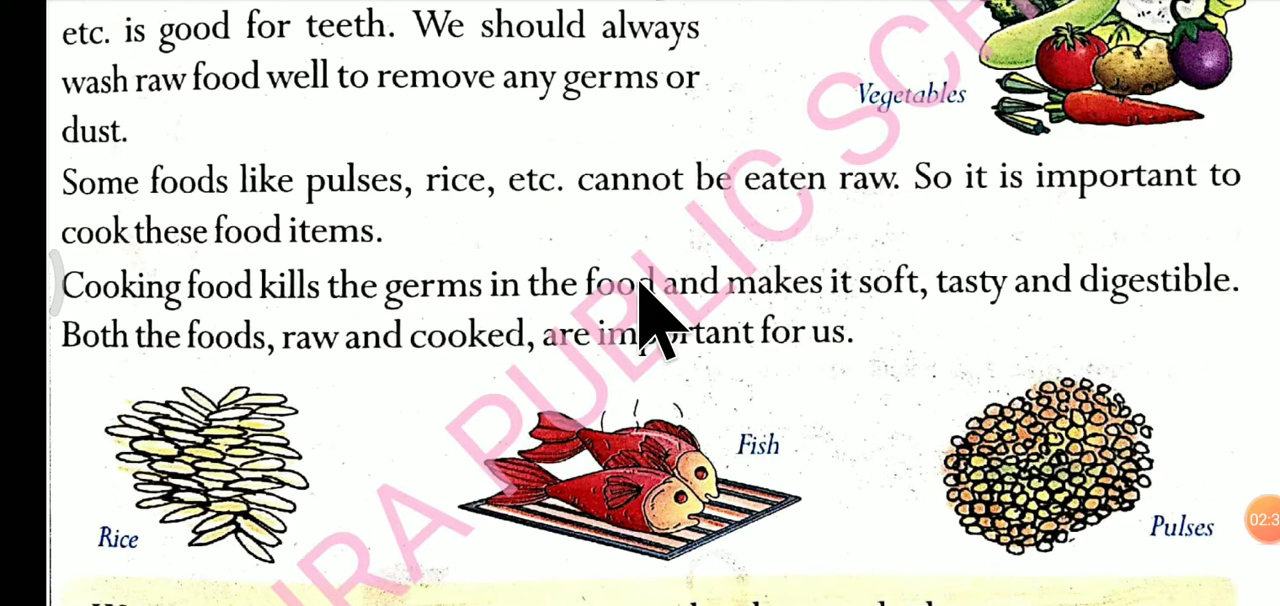 etc. is good for teeth. We should always
wash raw food well to remove any germs or
dust.
Vegetables
Some foods like pulses, rice, etc. cannot be eaten raw. So it is important to
cook these food items.
Cooking food kills the germs in the food and makes it soft, tasty and digestible.
Both the foods, raw and cooked, are important for us.
Rice
Fish
Pulses
PUBLIC
02:3